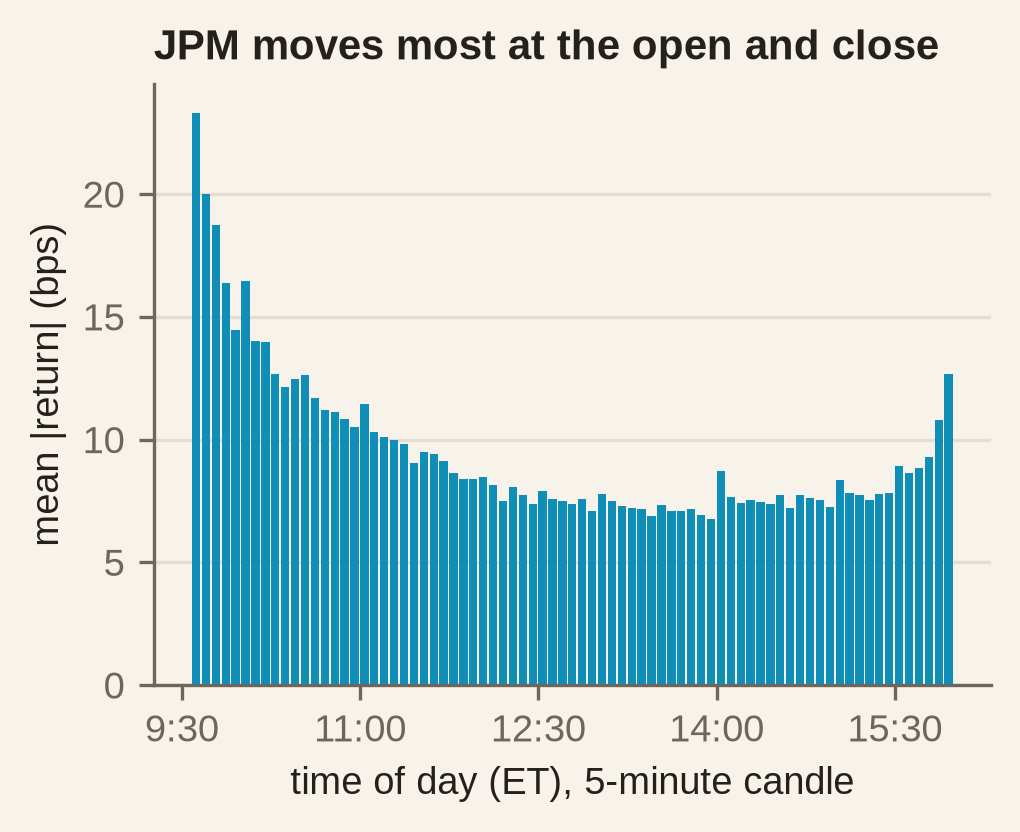 JPM moves most at the open and close
mean |return| (bps)
20
15
10
5
0
9:30 11:00 12:30 14:00 15:30
time of day (ET), 5-minute candle